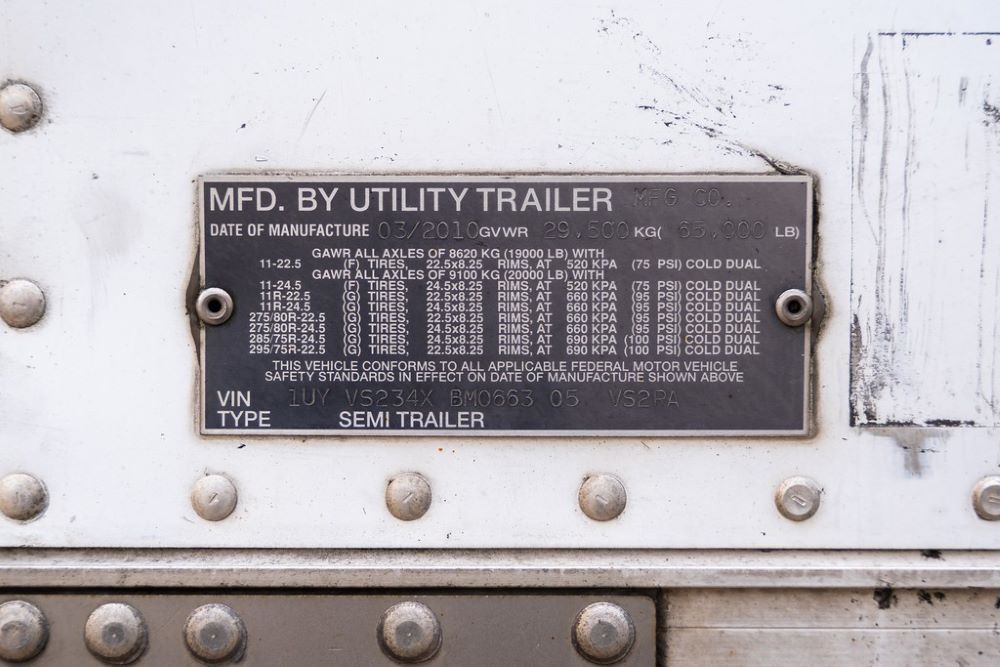 MFD. BY UTILITY TRAILER MFG CO.
DATE OF MANUFACTURE 03/2010 GVWR 29,500 KG( 65,000 LB)
GAWR ALL AXLES OF 8620 KG (19000 LB) WITH
11-22.5 (F) TIRES, 22.5x8.25 RIMS, AT 520 KPA (75 PSI) COLD DUAL
GAWR ALL AXLES OF 9100 KG (20000 LB) WITH
11-24.5 (F) TIRES, 24.5x8.25 RIMS, AT 520 KPA (75 PSI) COLD DUAL
11R-22.5 (G) TIRES, 22.5x8.25 RIMS, AT 660 KPA (95 PSI) COLD DUAL
11R-24.5 (G) TIRES, 24.5x8.25 RIMS, AT 660 KPA (95 PSI) COLD DUAL
275/80R-22.5 (G) TIRES, 22.5x8.25 RIMS, AT 660 KPA (95 PSI) COLD DUAL
275/80R-24.5 (G) TIRES, 24.5x8.25 RIMS, AT 660 KPA (95 PSI) COLD DUAL
285/75R-24.5 (G) TIRES, 24.5x8.25 RIMS, AT 690 KPA (100 PSI) COLD DUAL
295/75R-22.5 (G) TIRES, 22.5x8.25 RIMS, AT 690 KPA (100 PSI) COLD DUAL
THIS VEHICLE CONFORMS TO ALL APPLICABLE FEDERAL MOTOR VEHICLE
SAFETY STANDARDS IN EFFECT ON DATE OF MANUFACTURE SHOWN ABOVE
VIN 1UY VS234X BM0663 05 VS2RA
TYPE SEMI TRAILER